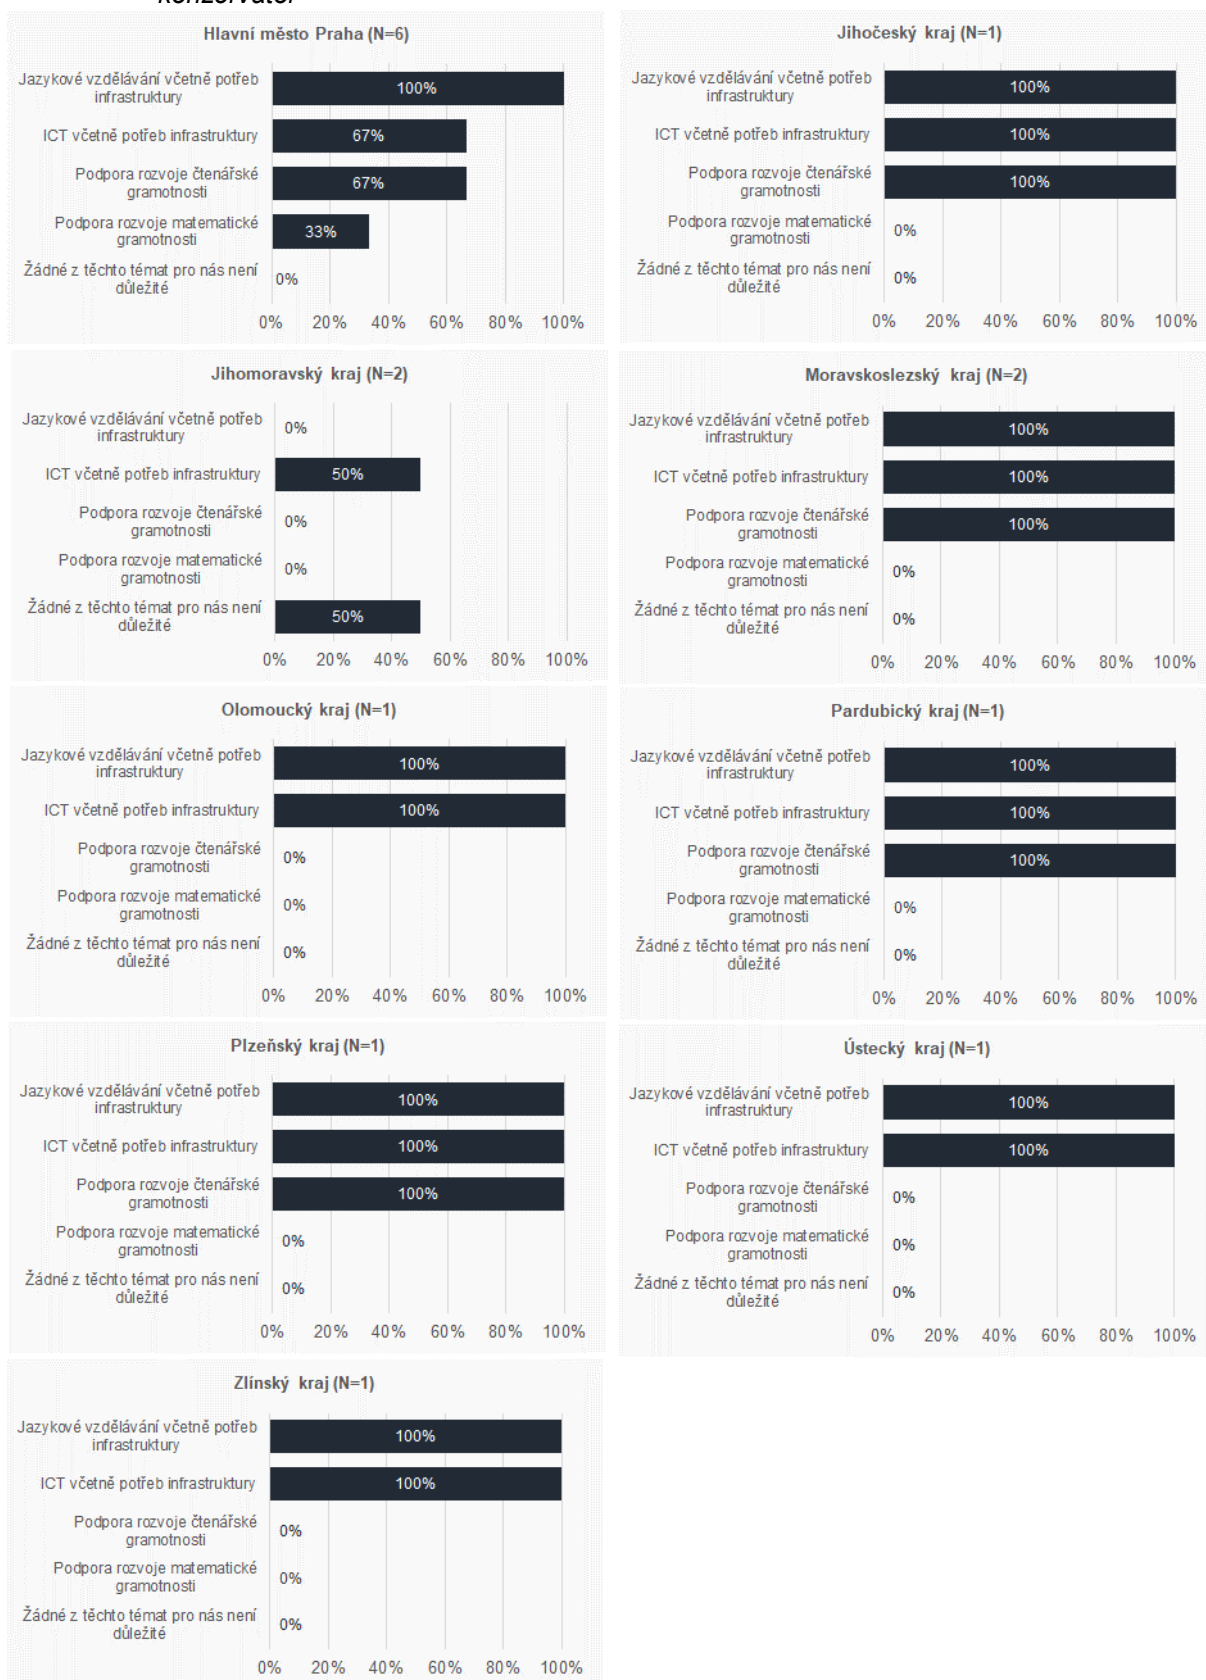 Hlavní město Praha (N=6)
Jazykové vzdělávání včetně potřeb
infrastruktury
100%
ICT včetně potřeb infrastruktury
67%
Podpora rozvoje čtenářské
gramotnosti
67%
Podpora rozvoje matematické
gramotnosti
33%
Žádné z těchto témat pro nás není
důležité
0%
0% 20% 40% 60% 80% 100%
Jihočeský kraj (N=1)
Jazykové vzdělávání včetně potřeb
infrastruktury
100%
ICT včetně potřeb infrastruktury
100%
Podpora rozvoje čtenářské
gramotnosti
100%
Podpora rozvoje matematické
gramotnosti
0%
Žádné z těchto témat pro nás není
důležité
0%
0% 20% 40% 60% 80% 100%
Jihomoravský kraj (N=2)
Jazykové vzdělávání včetně potřeb
infrastruktury
0%
ICT včetně potřeb infrastruktury
50%
Podpora rozvoje čtenářské
gramotnosti
0%
Podpora rozvoje matematické
gramotnosti
0%
Žádné z těchto témat pro nás není
důležité
50%
0% 20% 40% 60% 80% 100%
Moravskoslezský kraj (N=2)
Jazykové vzdělávání včetně potřeb
infrastruktury
100%
ICT včetně potřeb infrastruktury
100%
Podpora rozvoje čtenářské
gramotnosti
100%
Podpora rozvoje matematické
gramotnosti
0%
Žádné z těchto témat pro nás není
důležité
0%
0% 20% 40% 60% 80% 100%
Olomoucký kraj (N=1)
Jazykové vzdělávání včetně potřeb
infrastruktury
100%
ICT včetně potřeb infrastruktury
100%
Podpora rozvoje čtenářské
gramotnosti
0%
Podpora rozvoje matematické
gramotnosti
0%
Žádné z těchto témat pro nás není
důležité
0%
0% 20% 40% 60% 80% 100%
Pardubický kraj (N=1)
Jazykové vzdělávání včetně potřeb
infrastruktury
100%
ICT včetně potřeb infrastruktury
100%
Podpora rozvoje čtenářské
gramotnosti
100%
Podpora rozvoje matematické
gramotnosti
0%
Žádné z těchto témat pro nás není
důležité
0%
0% 20% 40% 60% 80% 100%
Plzeňský kraj (N=1)
Jazykové vzdělávání včetně potřeb
infrastruktury
100%
ICT včetně potřeb infrastruktury
100%
Podpora rozvoje čtenářské
gramotnosti
100%
Podpora rozvoje matematické
gramotnosti
0%
Žádné z těchto témat pro nás není
důležité
0%
0% 20% 40% 60% 80% 100%
Ústecký kraj (N=1)
Jazykové vzdělávání včetně potřeb
infrastruktury
100%
ICT včetně potřeb infrastruktury
100%
Podpora rozvoje čtenářské
gramotnosti
0%
Podpora rozvoje matematické
gramotnosti
0%
Žádné z těchto témat pro nás není
důležité
0%
0% 20% 40% 60% 80% 100%
Zlínský kraj (N=1)
Jazykové vzdělávání včetně potřeb
infrastruktury
100%
ICT včetně potřeb infrastruktury
100%
Podpora rozvoje čtenářské
gramotnosti
0%
Podpora rozvoje matematické
gramotnosti
0%
Žádné z těchto témat pro nás není
důležité
0%
0% 20% 40% 60% 80% 100%